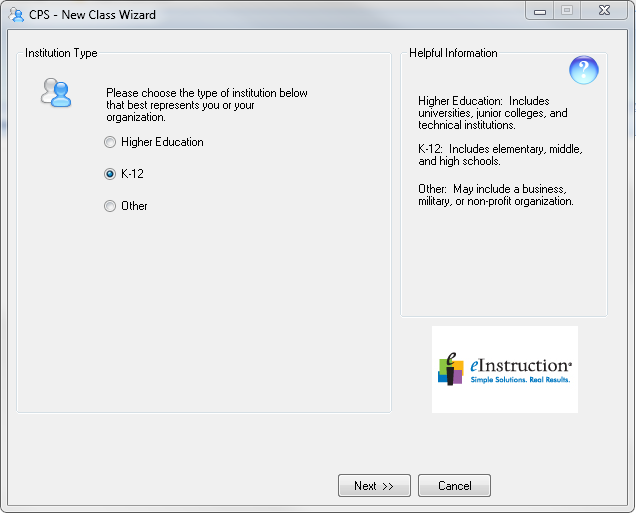 CPS - New Class Wizard
Institution Type
Please choose the type of institution below
that best represents you or your
organization.
Higher Education
K-12
Other
Helpful Information
?
Higher Education:  Includes
universities, junior colleges, and
technical institutions.
K-12:  Includes elementary, middle,
and high schools.
Other:  May include a business,
military, or non-profit organization.
eInstruction®
Simple Solutions. Real Results.
Next >>
Cancel